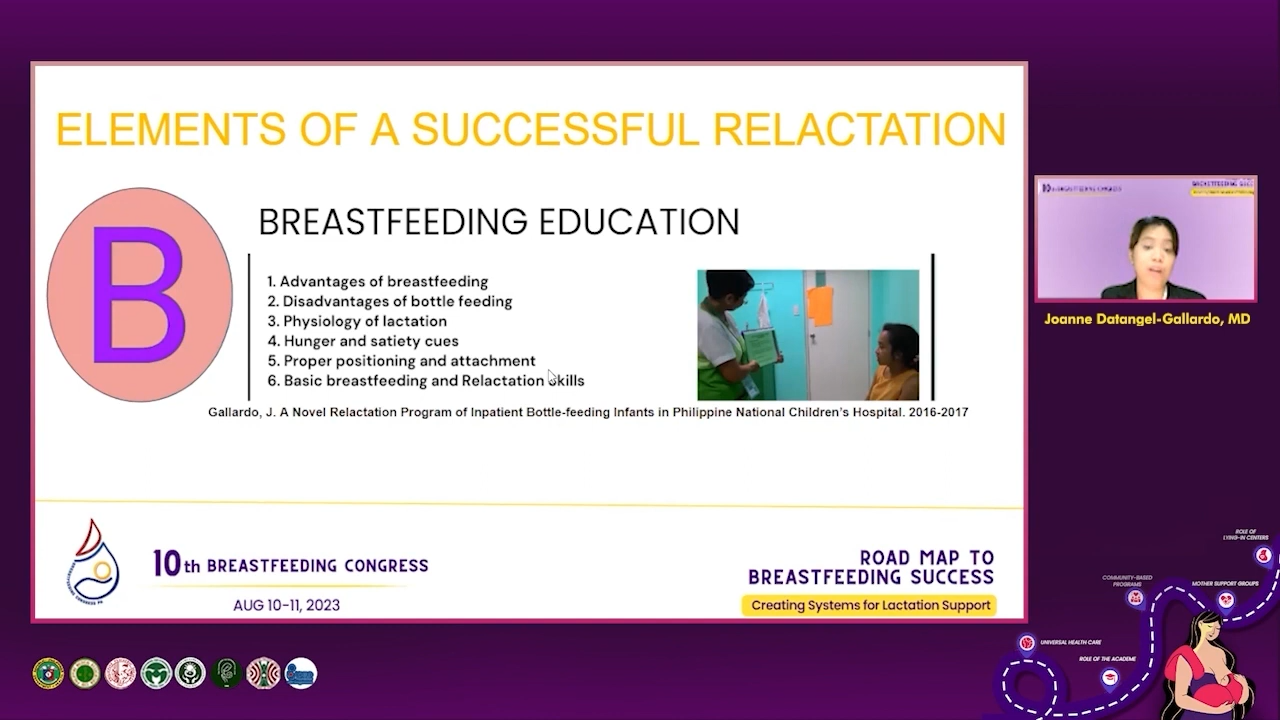 ELEMENTS OF A SUCCESSFUL RELACTATION
B
BREASTFEEDING EDUCATION
1. Advantages of breastfeeding
2. Disadvantages of bottle feeding
3. Physiology of lactation
4. Hunger and satiety cues
5. Proper positioning and attachment
6. Basic breastfeeding and Relactation skills
Gallardo, J. A Novel Relactation Program of Inpatient Bottle-feeding Infants in Philippine National Children's Hospital. 2016-2017
10th BREASTFEEDING CONGRESS
AUG 10-11, 2023
ROAD MAP TO
BREASTFEEDING SUCCESS
Creating Systems for Lactation Support
Joanne Datangel-Gallardo, MD
ROLE OF
LYING-IN CENTERS
COMMUNITY-BASED
PROGRAMS
MOTHER SUPPORT GROUPS
UNIVERSAL HEALTH CARE
ROLE OF THE ACADEME